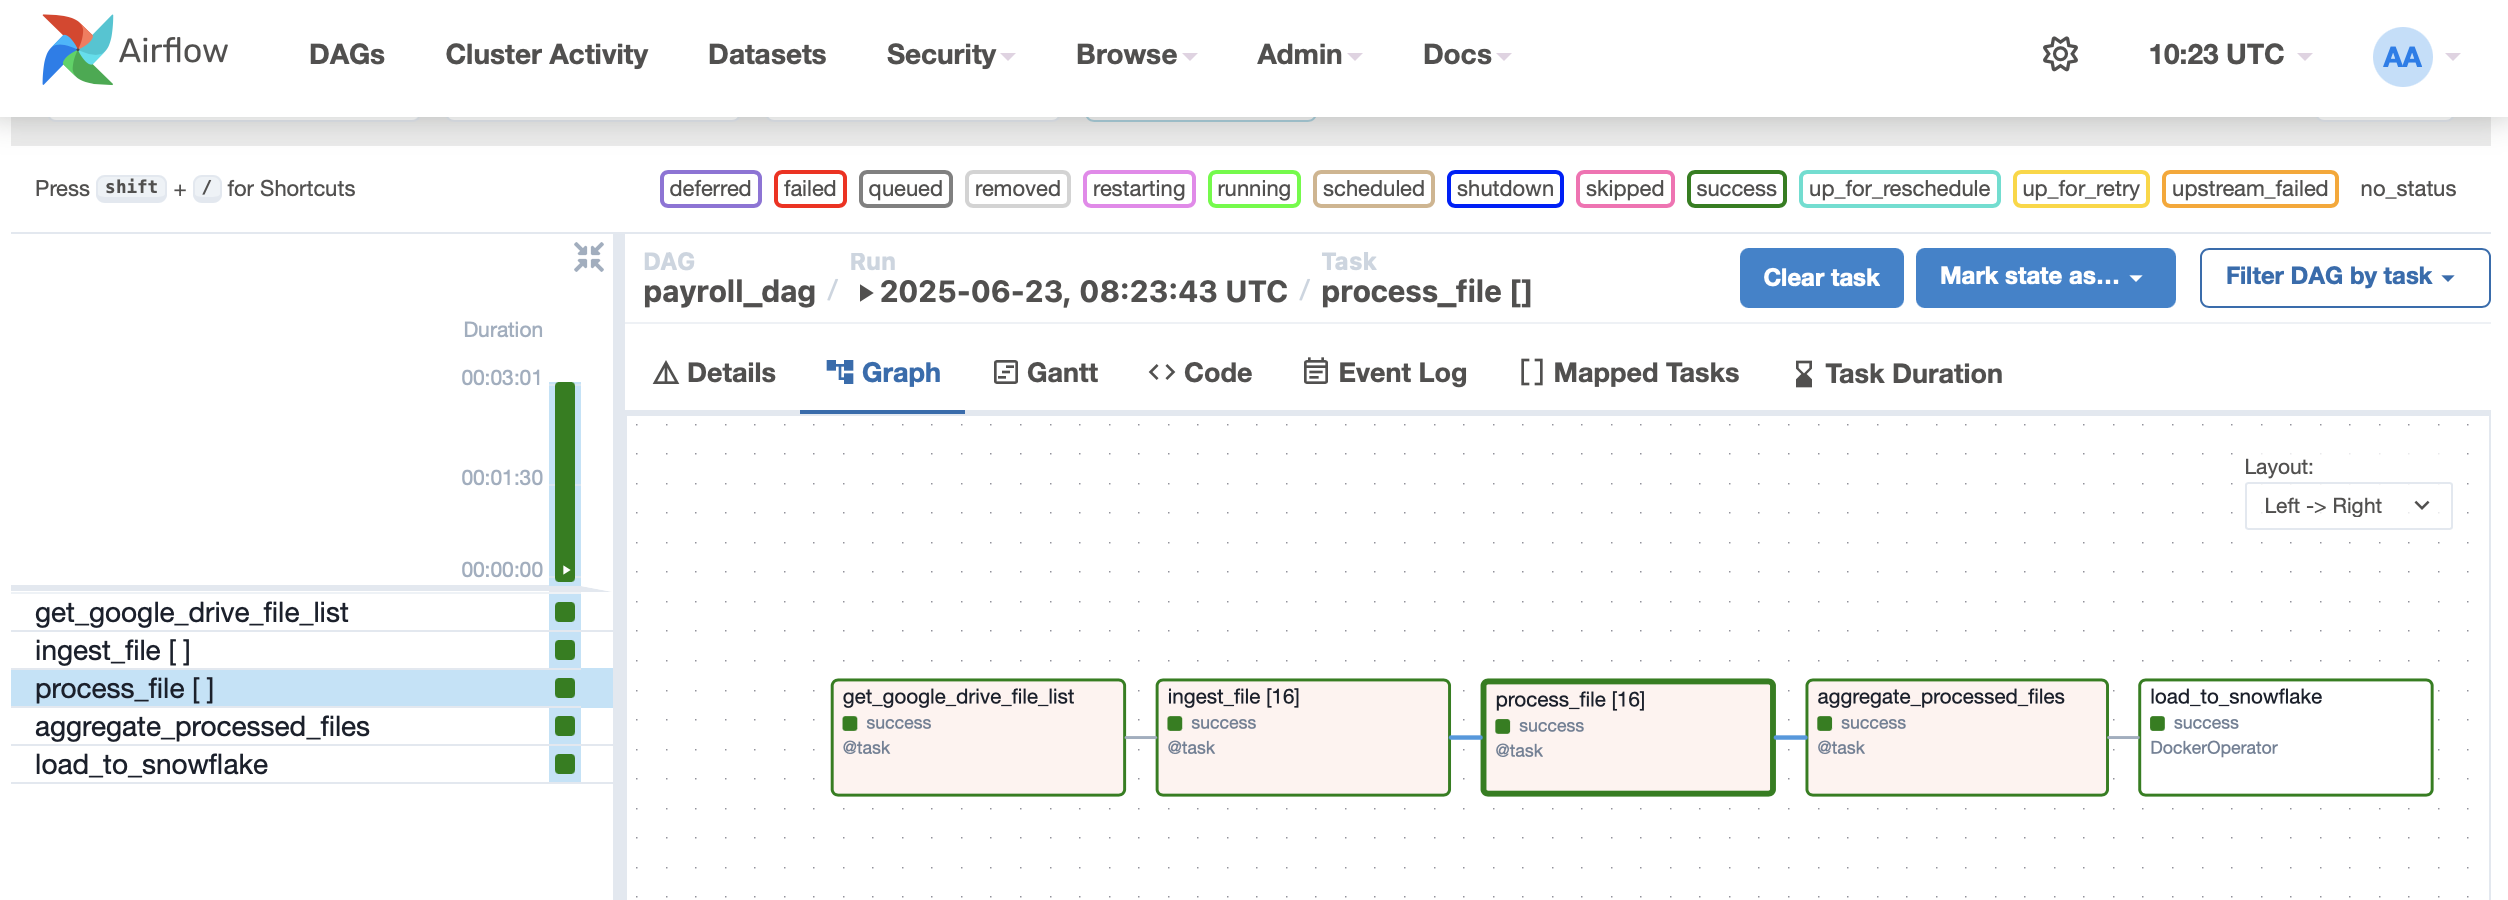 Airflow DAGs Cluster Activity Datasets Security Browse Admin Docs 10:23 UTC AA
Press shift + / for Shortcuts deferred failed queued removed restarting running scheduled shutdown skipped success up_for_reschedule up_for_retry upstream_failed no_status
DAG Run Task
payroll_dag / 2025-06-23, 08:23:43 UTC / process_file [] Clear task Mark state as... Filter DAG by task
Duration
00:03:01
00:01:30
00:00:00
get_google_drive_file_list
ingest_file [ ]
process_file [ ]
aggregate_processed_files
load_to_snowflake
Details Graph Gantt Code Event Log [] Mapped Tasks Task Duration
Layout:
Left -> Right
get_google_drive_file_list
success
@task
ingest_file [16]
success
@task
process_file [16]
success
@task
aggregate_processed_files
success
@task
load_to_snowflake
success
DockerOperator